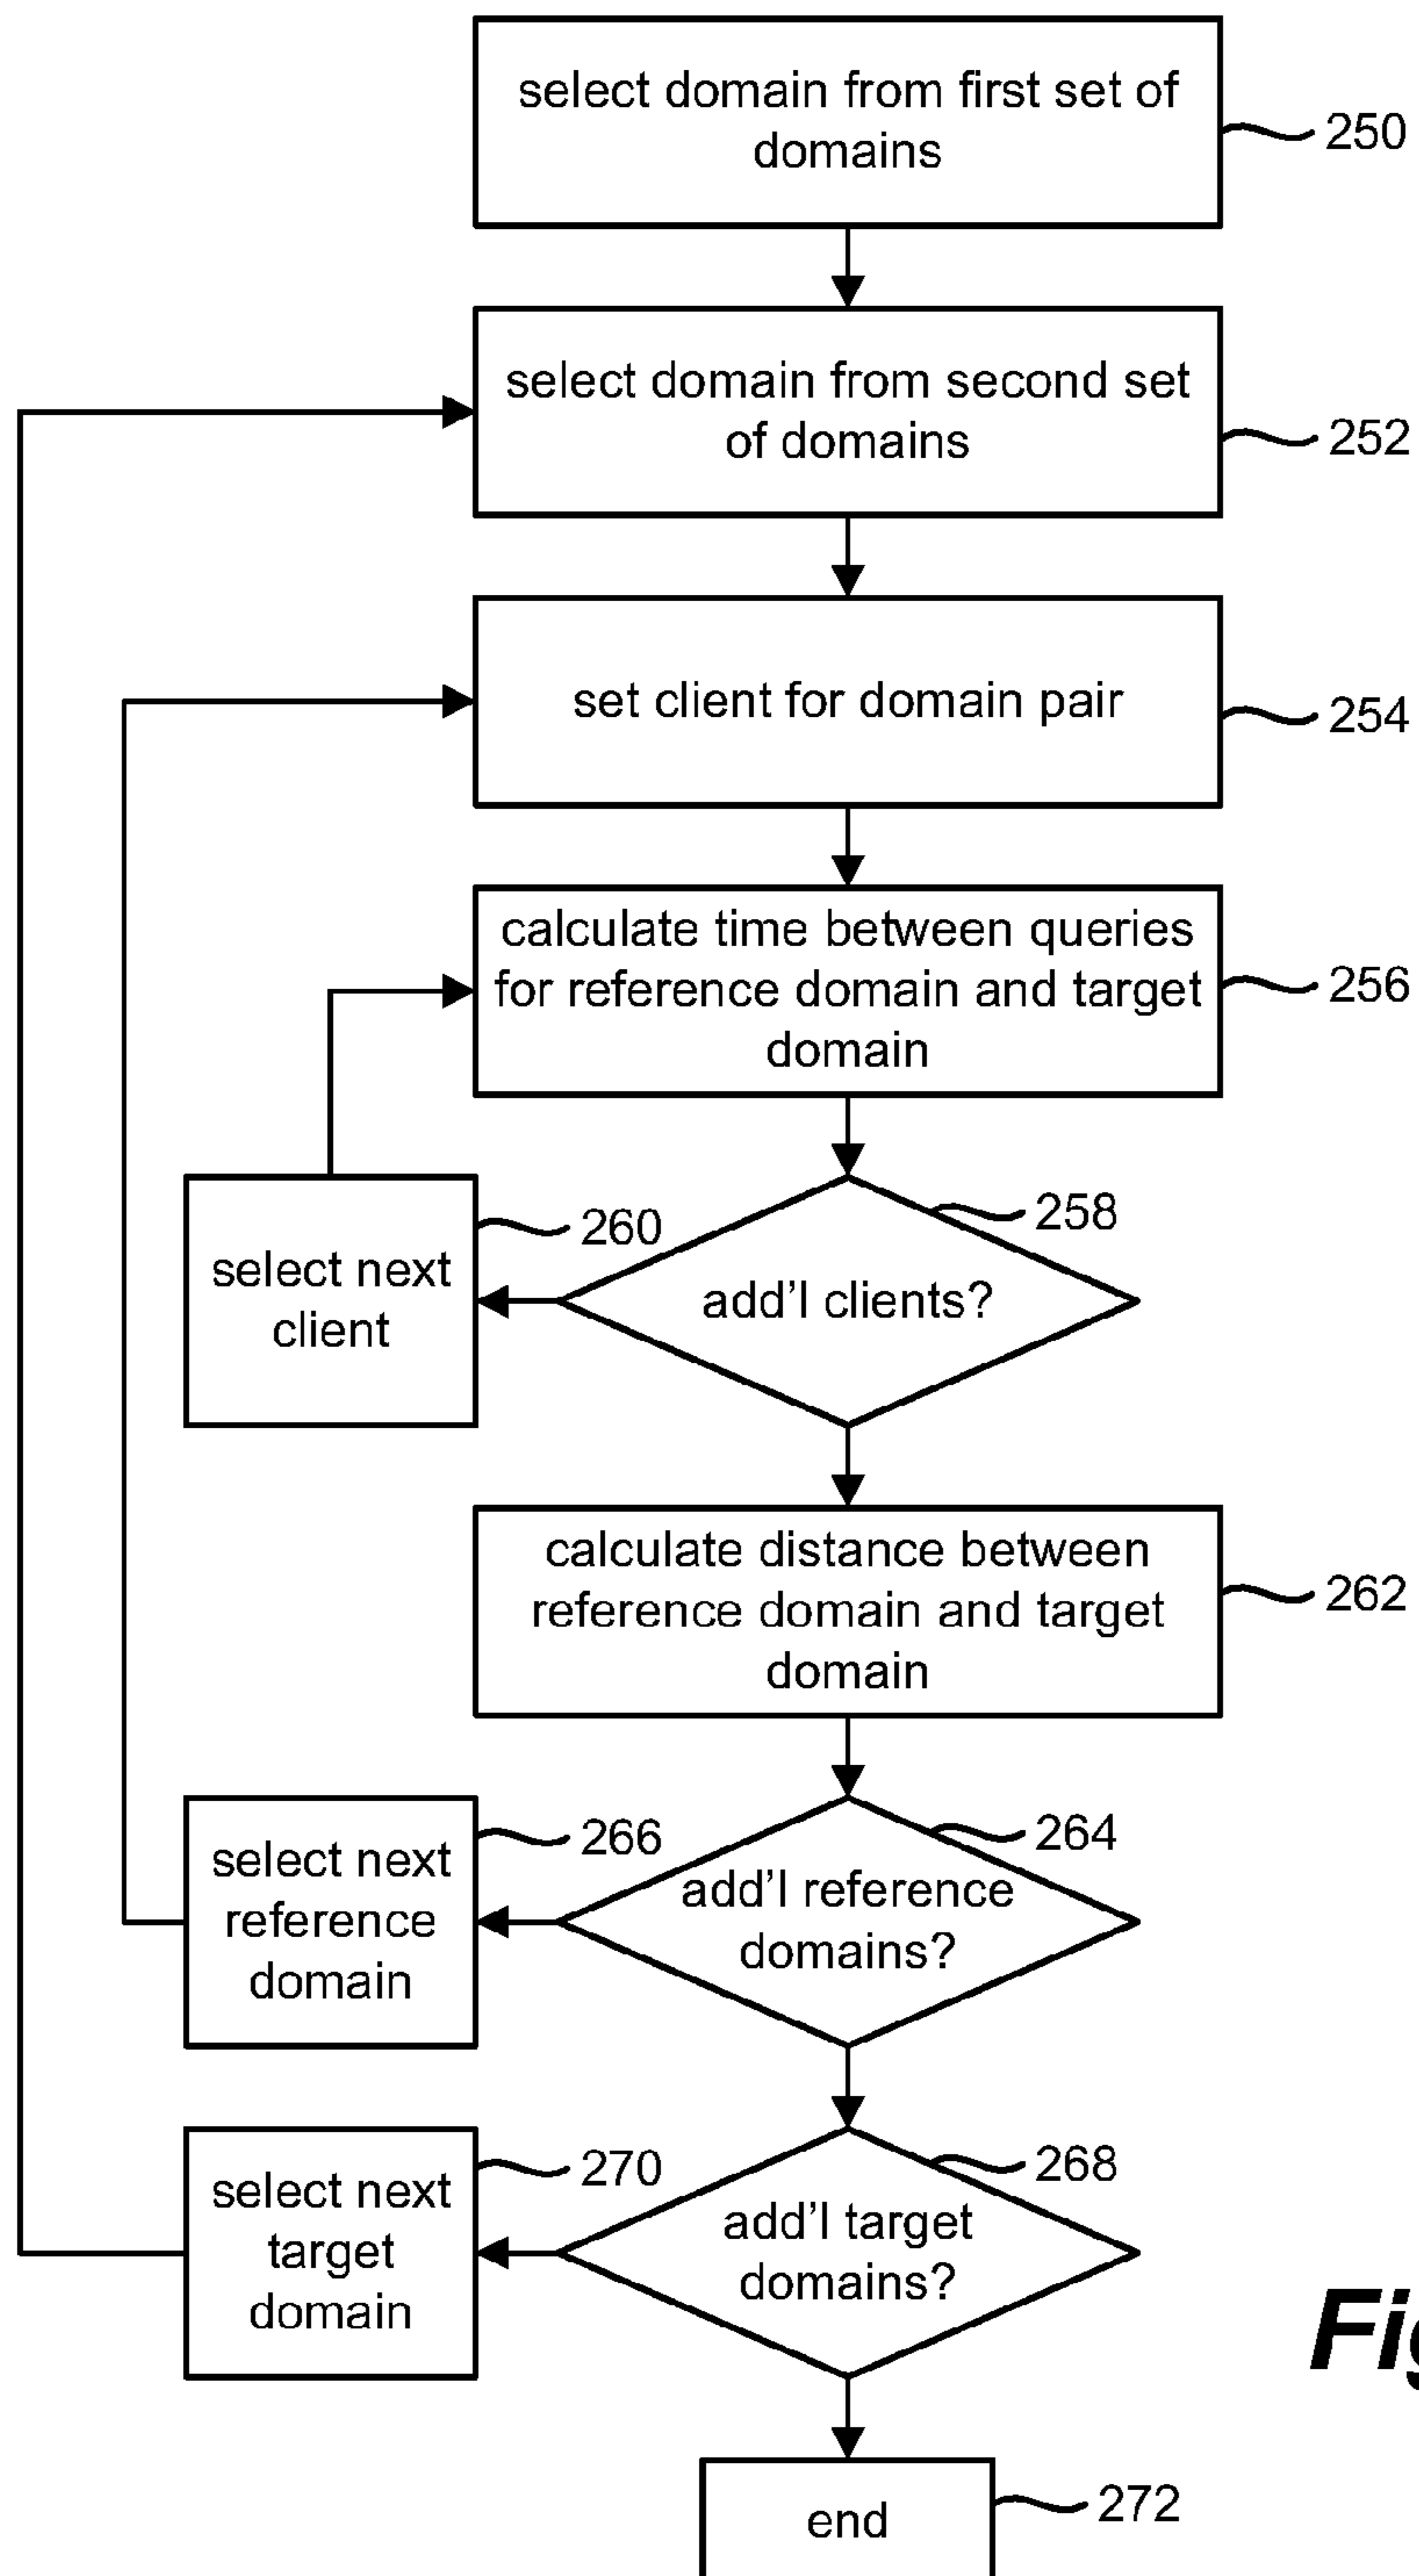 select domain from first set of
domains
250
select domain from second set
of domains
252
set client for domain pair
254
calculate time between queries
for reference domain and target
domain
256
258
add'l clients?
260
select next
client
calculate distance between
reference domain and target
domain
262
264
add'l reference
domains?
266
select next
reference
domain
268
add'l target
domains?
270
select next
target
domain
end
272